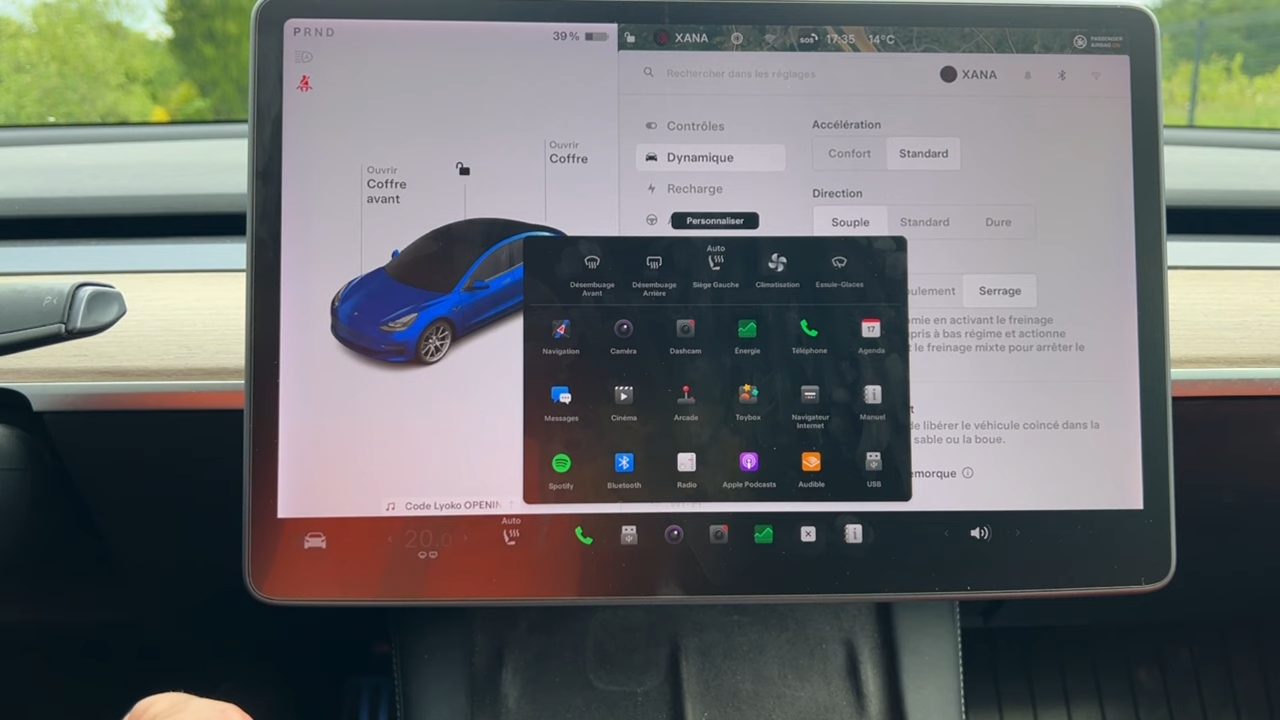 PRND
39 %
XANA
SOS
17:35
14°C
PASSENGER
AIRBAG ON
Rechercher dans les réglages
XANA
Ouvrir
Coffre
avant
Ouvrir
Coffre
Contrôles
Dynamique
Recharge
Accélération
Confort
Standard
Direction
Souple
Standard
Dure
Serrage
Personnaliser
Désembuage
Avant
Désembuage
Arrière
Auto
Siège Gauche
Climatisation
Essuie-Glaces
Navigation
Caméra
Dashcam
Énergie
Téléphone
17
Agenda
Messages
Cinéma
Arcade
Toybox
Navigateur
Internet
Manuel
Spotify
Bluetooth
Radio
Apple Podcasts
Audible
USB
en activant le freinage
à bas régime et actionne
le freinage mixte pour arrêter le
de libérer le véhicule coincé dans la
sable ou la boue.
Code Lyoko OPENIN
20.0
Auto
P<